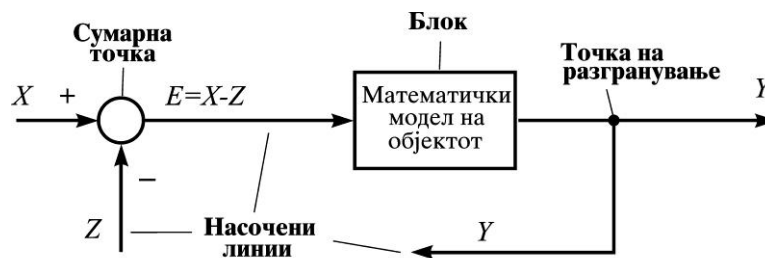 Блок
Сумарна
точка
Точка на
разгранување
X
+
E=X-Z
Математички
модел на
објектот
Y
−
Z
Насочени
линии
Y